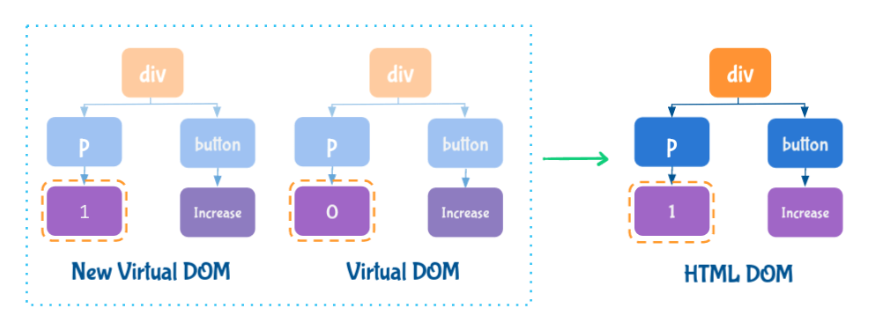 div
p
button
1
Increase
New Virtual DOM
div
p
button
0
Increase
Virtual DOM
div
p
button
1
Increase
HTML DOM